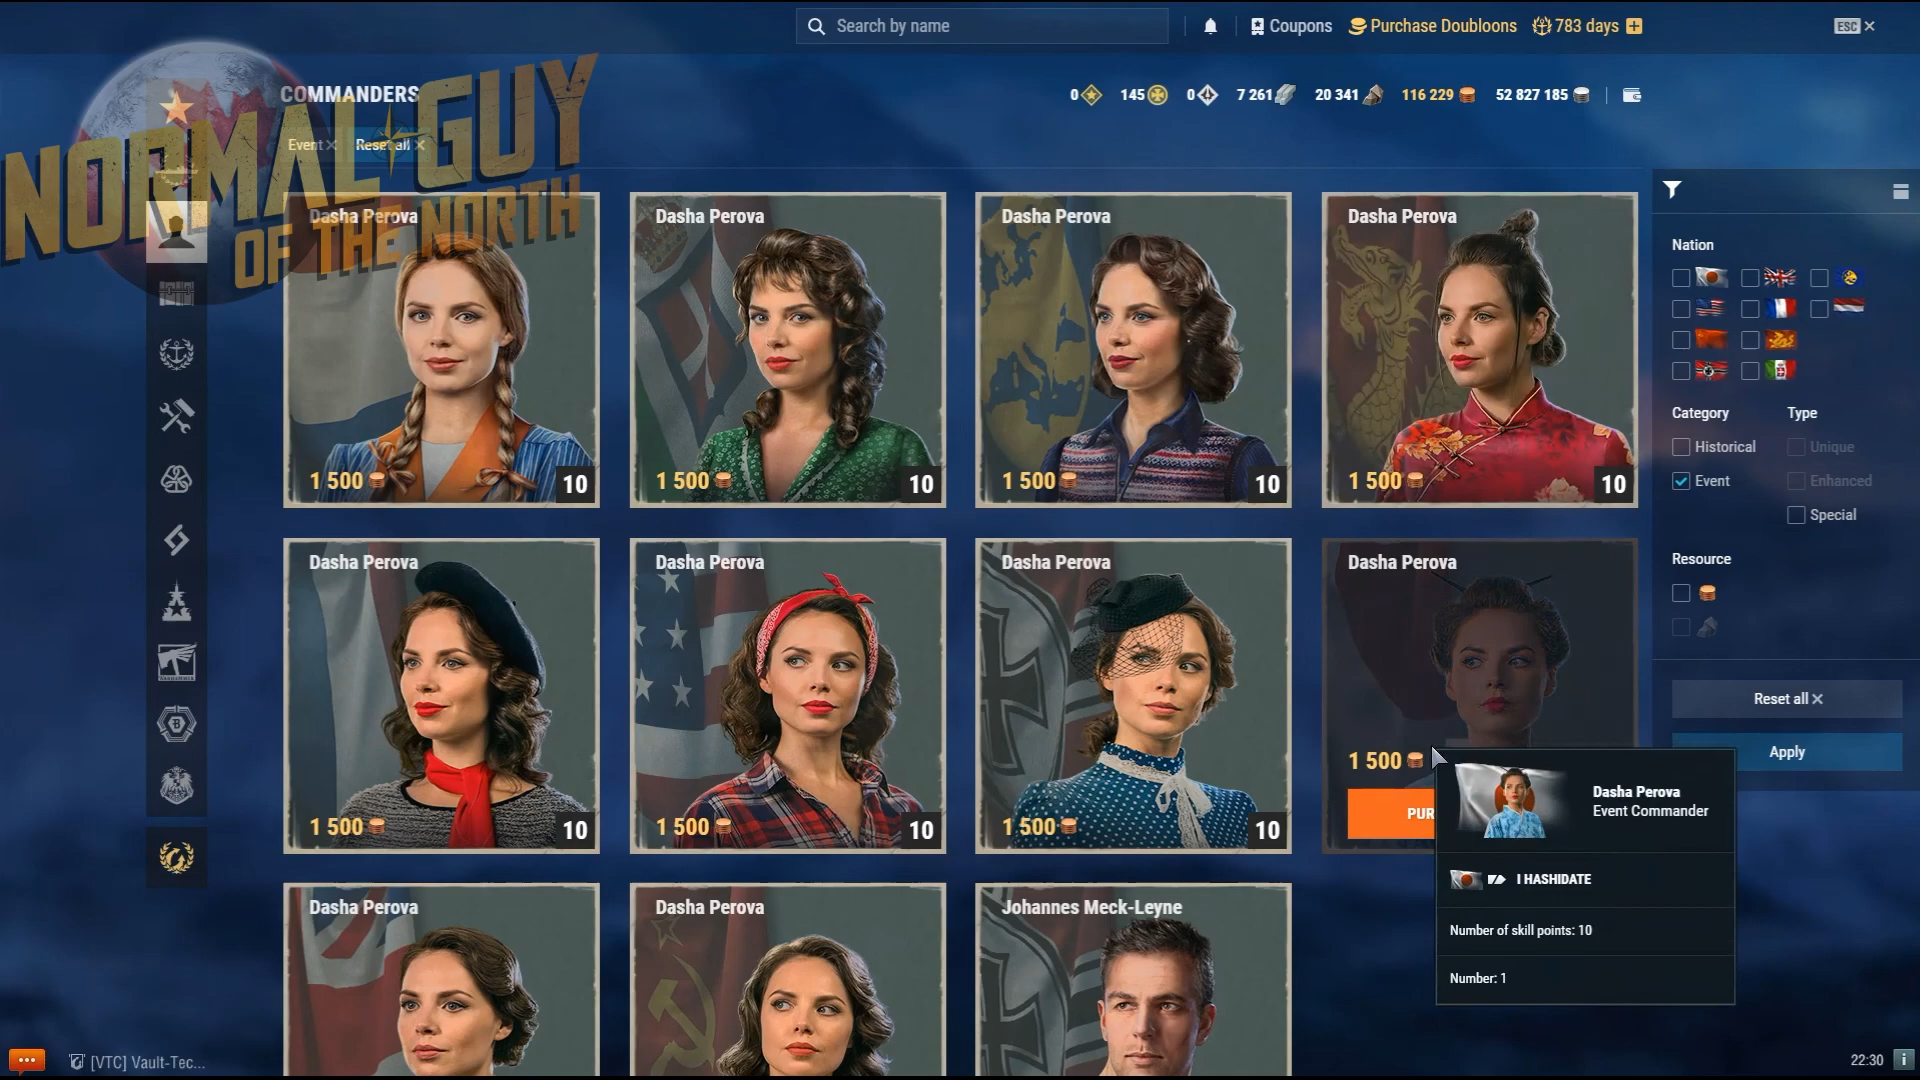 Search by name
Coupons
Purchase Doubloons
783 days
ESC
COMMANDERS
0
145
0
7 261
20 341
116 229
52 827 185
NORMAL GUY
OF THE NORTH
Event
Reset all
Dasha Perova
1 500
10
Dasha Perova
1 500
10
Dasha Perova
1 500
10
Dasha Perova
1 500
10
Dasha Perova
1 500
10
Dasha Perova
1 500
10
Dasha Perova
1 500
10
Dasha Perova
1 500
PUR
Dasha Perova
Dasha Perova
Johannes Meck-Leyne
Nation
Category
Type
Historical
Unique
Event
Enhanced
Special
Resource
Reset all
Apply
Dasha Perova
Event Commander
I HASHIDATE
Number of skill points: 10
Number: 1
[VTC] Vault-Tec...
22:30